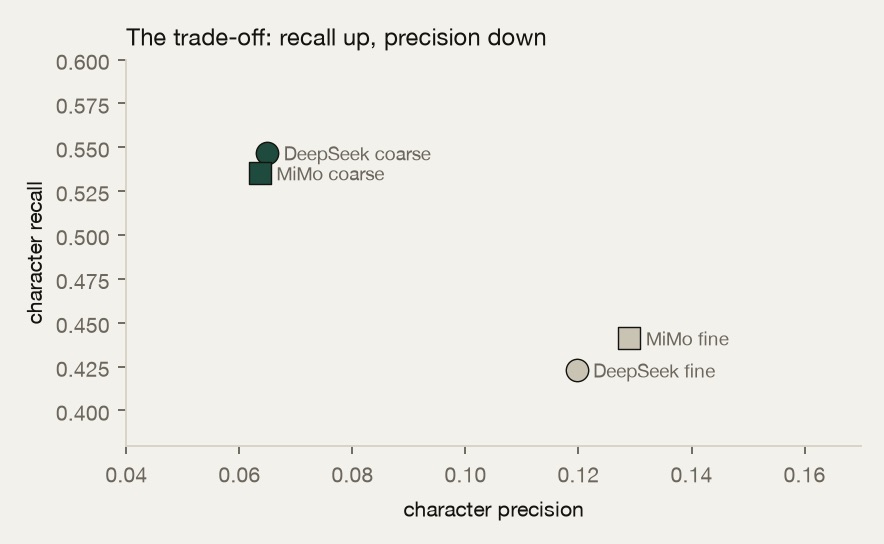 The trade-off: recall up, precision down
0.600
0.575
0.550
0.525
0.500
0.475
0.450
0.425
0.400
character recall
DeepSeek coarse
MiMo coarse
MiMo fine
DeepSeek fine
0.04 0.06 0.08 0.10 0.12 0.14 0.16
character precision